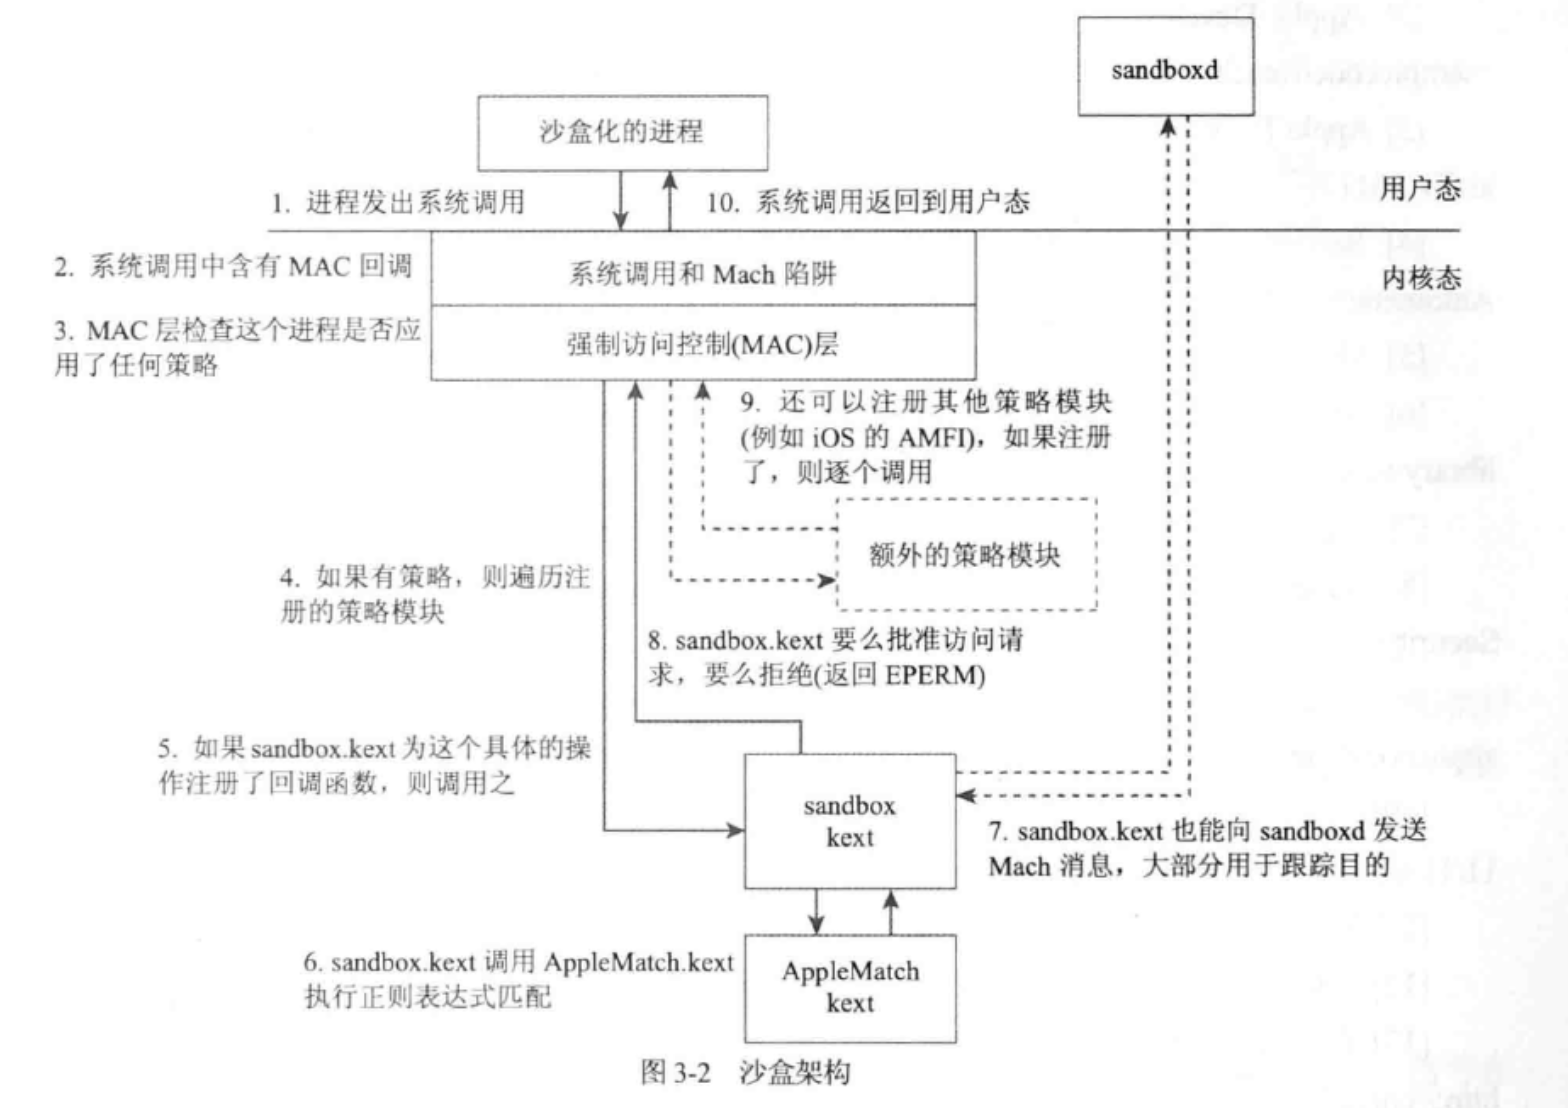 sandboxd
沙盒化的进程
用户态
1. 进程发出系统调用
10. 系统调用返回到用户态
2. 系统调用中含有 MAC 回调
系统调用和 Mach 陷阱
内核态
3. MAC 层检查这个进程是否应
用了任何策略
强制访问控制(MAC)层
9. 还可以注册其他策略模块
(例如 iOS 的 AMFI)，如果注册
了，则逐个调用
额外的策略模块
4. 如果有策略，则遍历注
册的策略模块
8. sandbox.kext 要么批准访问请
求，要么拒绝(返回 EPERM)
5. 如果 sandbox.kext 为这个具体的操
作注册了回调函数，则调用之
sandbox
kext
7. sandbox.kext 也能向 sandboxd 发送
Mach 消息，大部分用于跟踪目的
6. sandbox.kext 调用 AppleMatch.kext
执行正则表达式匹配
AppleMatch
kext
图 3-2 沙盒架构